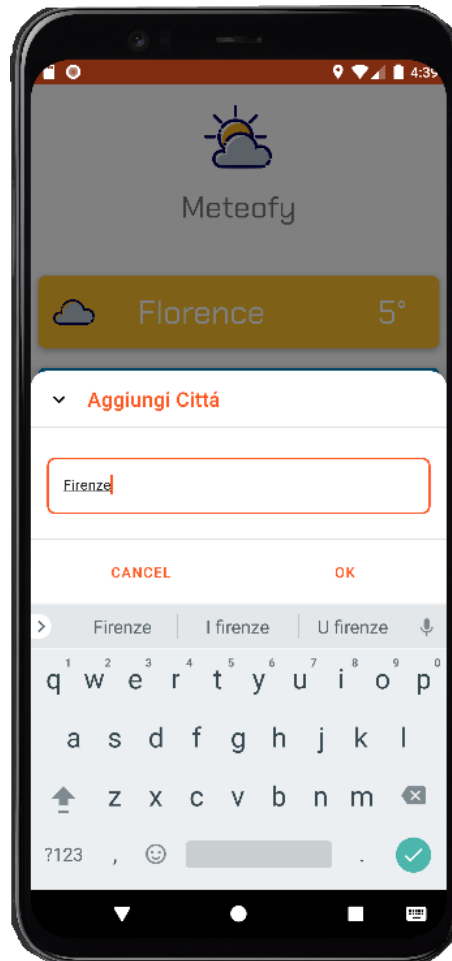 4:39
Meteofy
Florence 5°
Aggiungi Cittá
Firenze
CANCEL OK
Firenze I firenze U firenze
1 2 3 4 5 6 7 8 9 0
q w e r t y u i o p
a s d f g h j k l
z x c v b n m
?123 , .